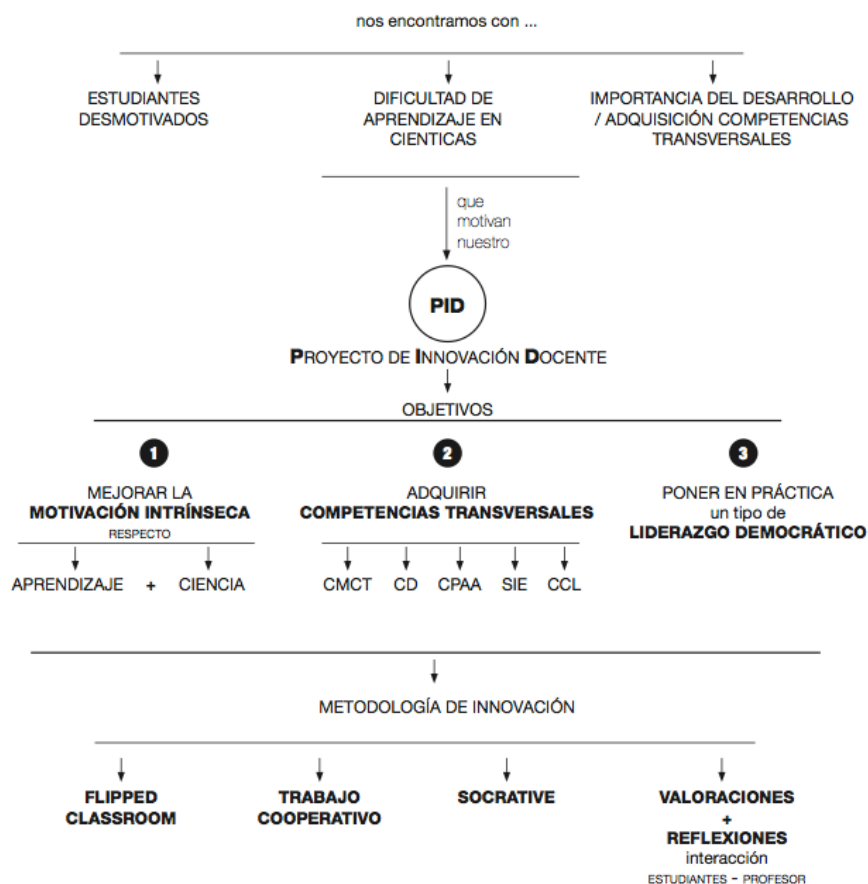 nos encontramos con ...
ESTUDIANTES
DESMOTIVADOS
DIFICULTAD DE
APRENDIZAJE EN
CIENTICAS
IMPORTANCIA DEL DESARROLLO
/ ADQUISICIÓN COMPETENCIAS
TRANSVERSALES
que
motivan
nuestro
PID
PROYECTO DE INNOVACIÓN DOCENTE
OBJETIVOS
1
MEJORAR LA
MOTIVACIÓN INTRÍNSECA
RESPECTO
APRENDIZAJE + CIENCIA
2
ADQUIRIR
COMPETENCIAS TRANSVERSALES
CMCT CD CPAA SIE CCL
3
PONER EN PRÁCTICA
un tipo de
LIDERAZGO DEMOCRÁTICO
METODOLOGÍA DE INNOVACIÓN
FLIPPED
CLASSROOM
TRABAJO
COOPERATIVO
SOCRATIVE
VALORACIONES
+
REFLEXIONES
interacción
ESTUDIANTES - PROFESOR